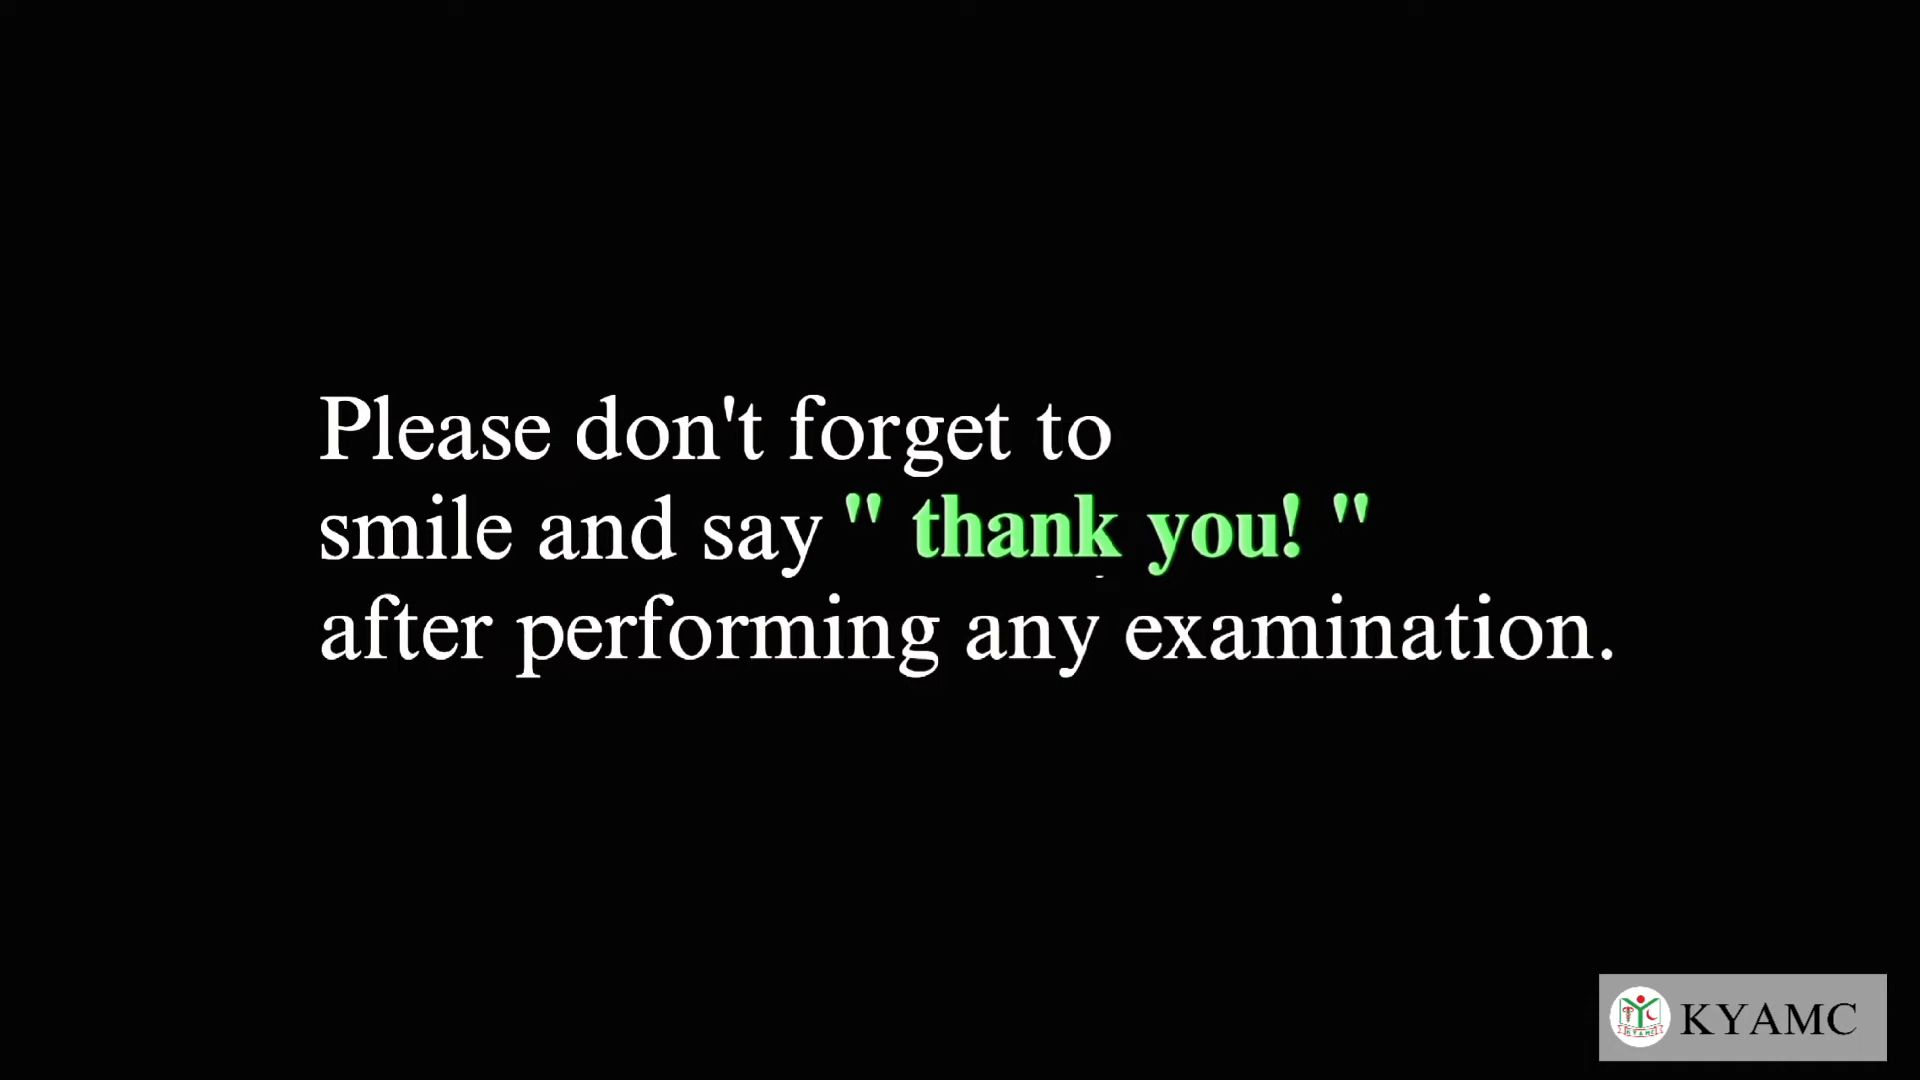 Please don't forget to
smile and say " thank you! "
after performing any examination.
KYAMC